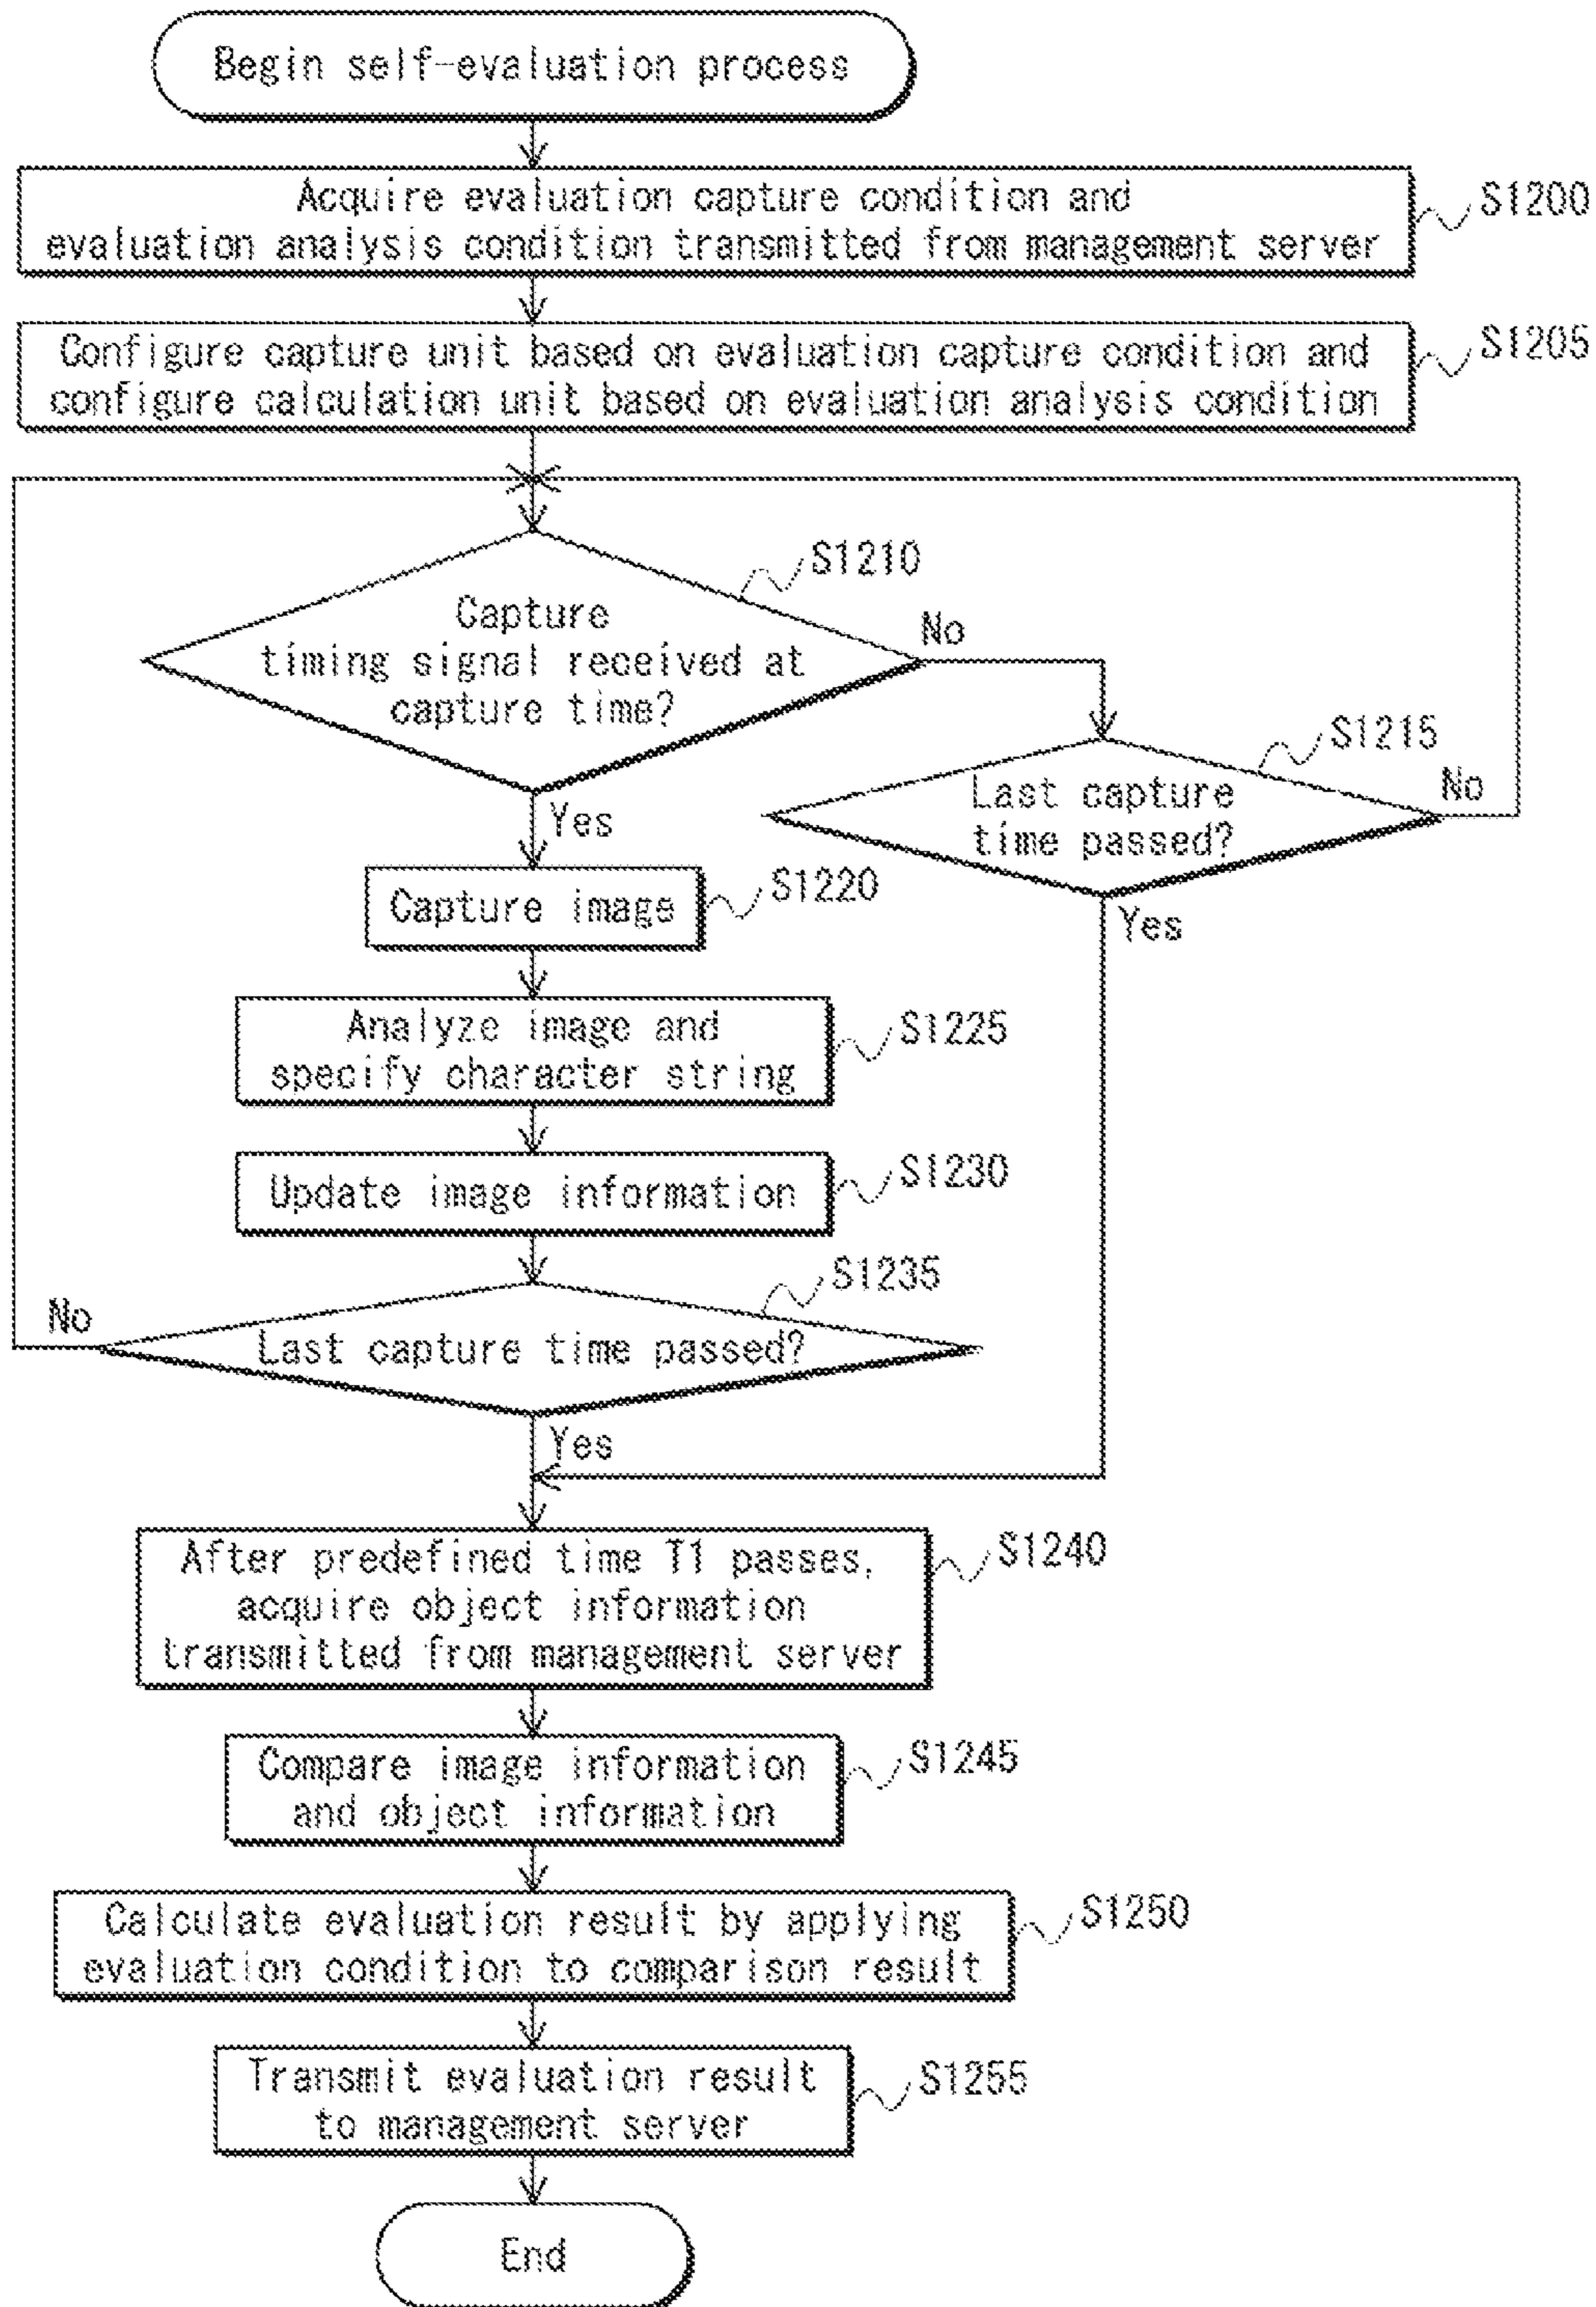 Begin self-evaluation process
Acquire evaluation capture condition and
evaluation analysis condition transmitted from management server
S1200
Configure capture unit based on evaluation capture condition and
configure calculation unit based on evaluation analysis condition
S1205
S1210
Capture
timing signal received at
capture time?
No
Yes
S1215
Last capture
time passed?
No
Yes
Capture image
S1220
Analyze image and
specify character string
S1225
Update image information
S1230
S1235
Last capture time passed?
No
Yes
After predefined time T1 passes,
acquire object information
transmitted from management server
S1240
Compare image information
and object information
S1245
Calculate evaluation result by applying
evaluation condition to comparison result
S1250
Transmit evaluation result
to management server
S1255
End